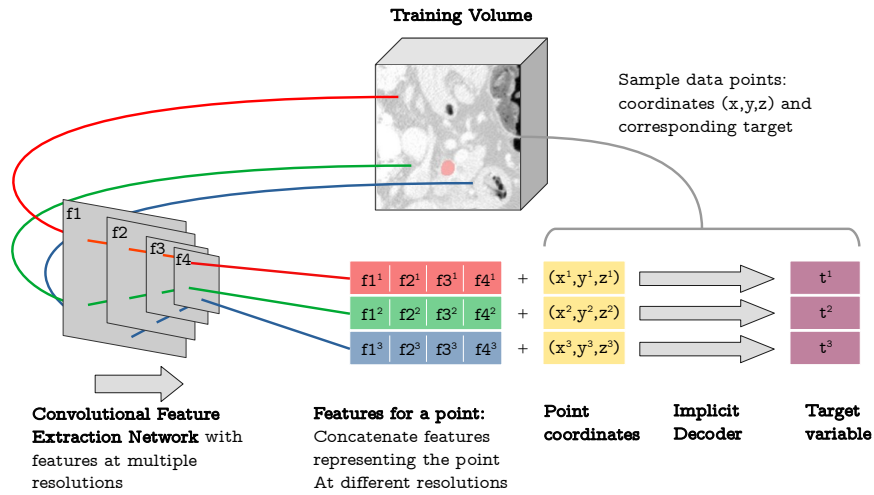 Training Volume
Sample data points:
coordinates (x,y,z) and
corresponding target
f1
f2
f3
f4
f1¹ f2¹ f3¹ f4¹ + (x¹,y¹,z¹) t¹
f1² f2² f3² f4² + (x²,y²,z²) t²
f1³ f2³ f3³ f4³ + (x³,y³,z³) t³
Convolutional Feature
Extraction Network with
features at multiple
resolutions
Features for a point:
Concatenate features
representing the point
At different resolutions
Point
coordinates
Implicit
Decoder
Target
variable